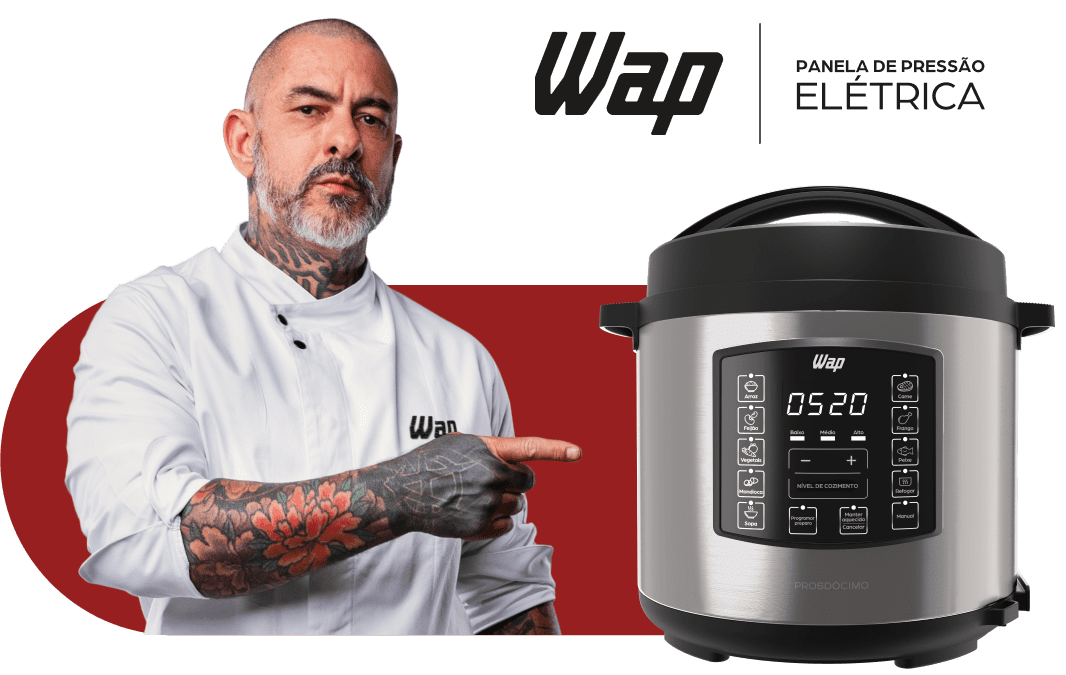 Wap
PANELA DE PRESSÃO
ELÉTRICA
Wap
Wap
0520
Baixo Médio Alto
Arroz
Feijão
Vegetais
Mandioca
Sopa
− +
NÍVEL DE COZIMENTO
Programar
preparo
Manter
aquecido
Cancelar
Carne
Frango
Peixe
Refogar
Manual
PROSDÓCIMO